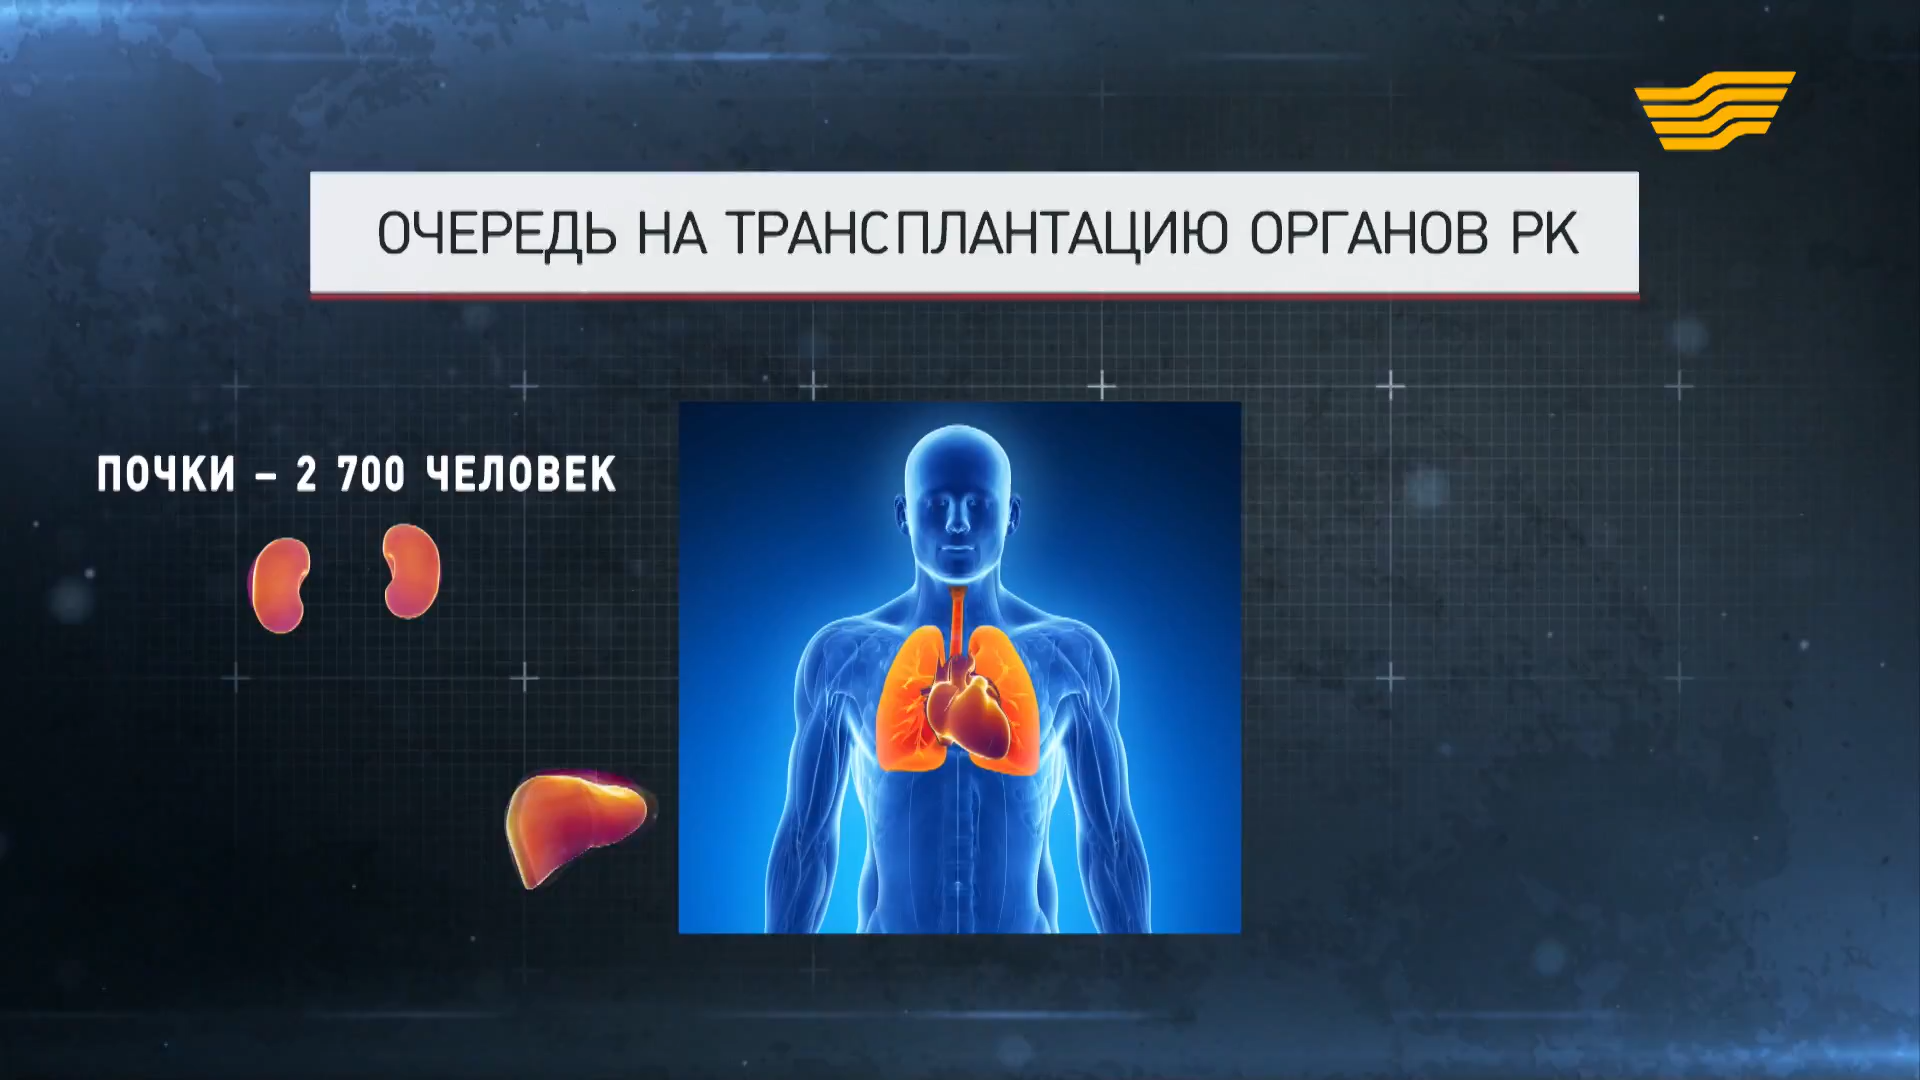 ОЧЕРЕДЬ НА ТРАНСПЛАНТАЦИЮ ОРГАНОВ РК
ПОЧКИ – 2 700 ЧЕЛОВЕК